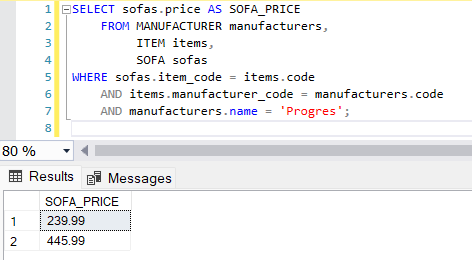 1 SELECT sofas.price AS SOFA_PRICE
2 FROM MANUFACTURER manufacturers,
3 ITEM items,
4 SOFA sofas
5 WHERE sofas.item_code = items.code
6 AND items.manufacturer_code = manufacturers.code
7 AND manufacturers.name = 'Progres';
8
80 %
Results Messages
SOFA_PRICE
1 239.99
2 445.99